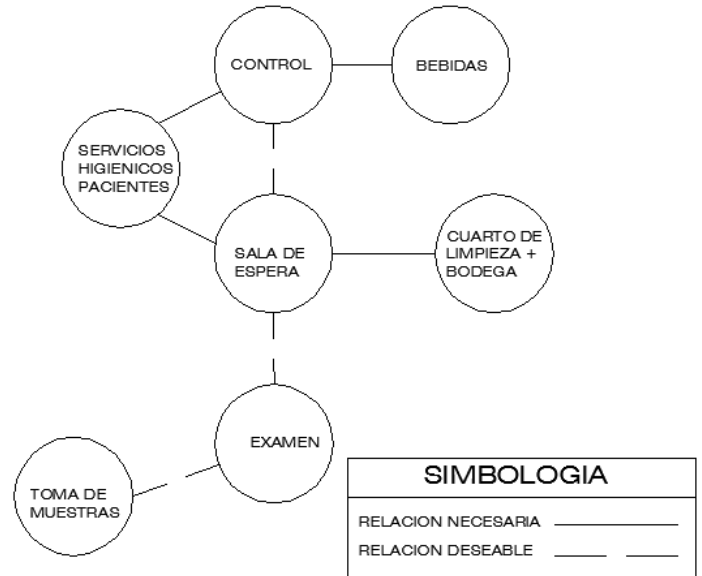 CONTROL
BEBIDAS
SERVICIOS
HIGIENICOS
PACIENTES
SALA DE
ESPERA
CUARTO DE
LIMPIEZA +
BODEGA
EXAMEN
TOMA DE
MUESTRAS
SIMBOLOGIA
RELACION NECESARIA
RELACION DESEABLE